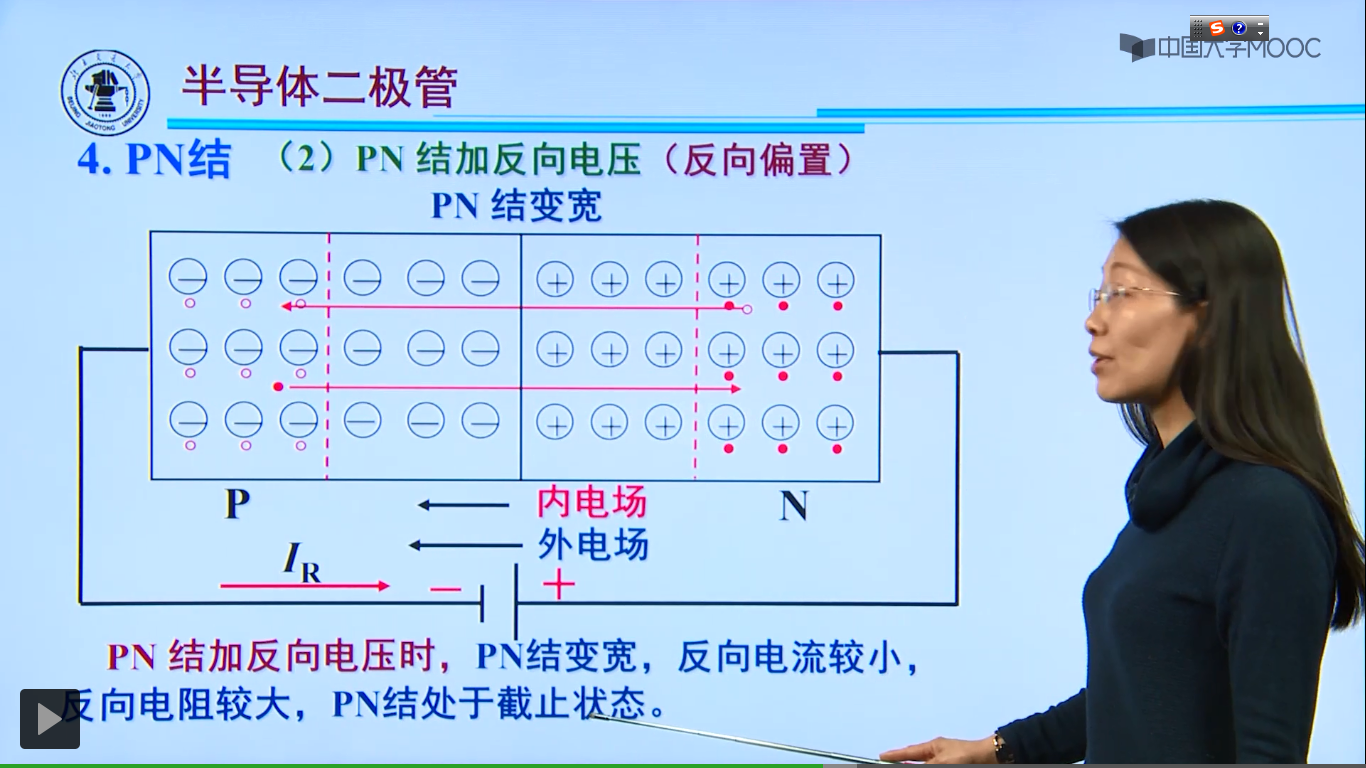 中国大学MOOC
半导体二极管
BEIJING JIAOTONG UNIVERSITY
4. PN结 (2) PN 结加反向电压(反向偏置)
PN 结变宽
P
N
内电场
外电场
I_R
− +
PN 结加反向电压时,PN结变宽,反向电流较小,
反向电阻较大,PN结处于截止状态。